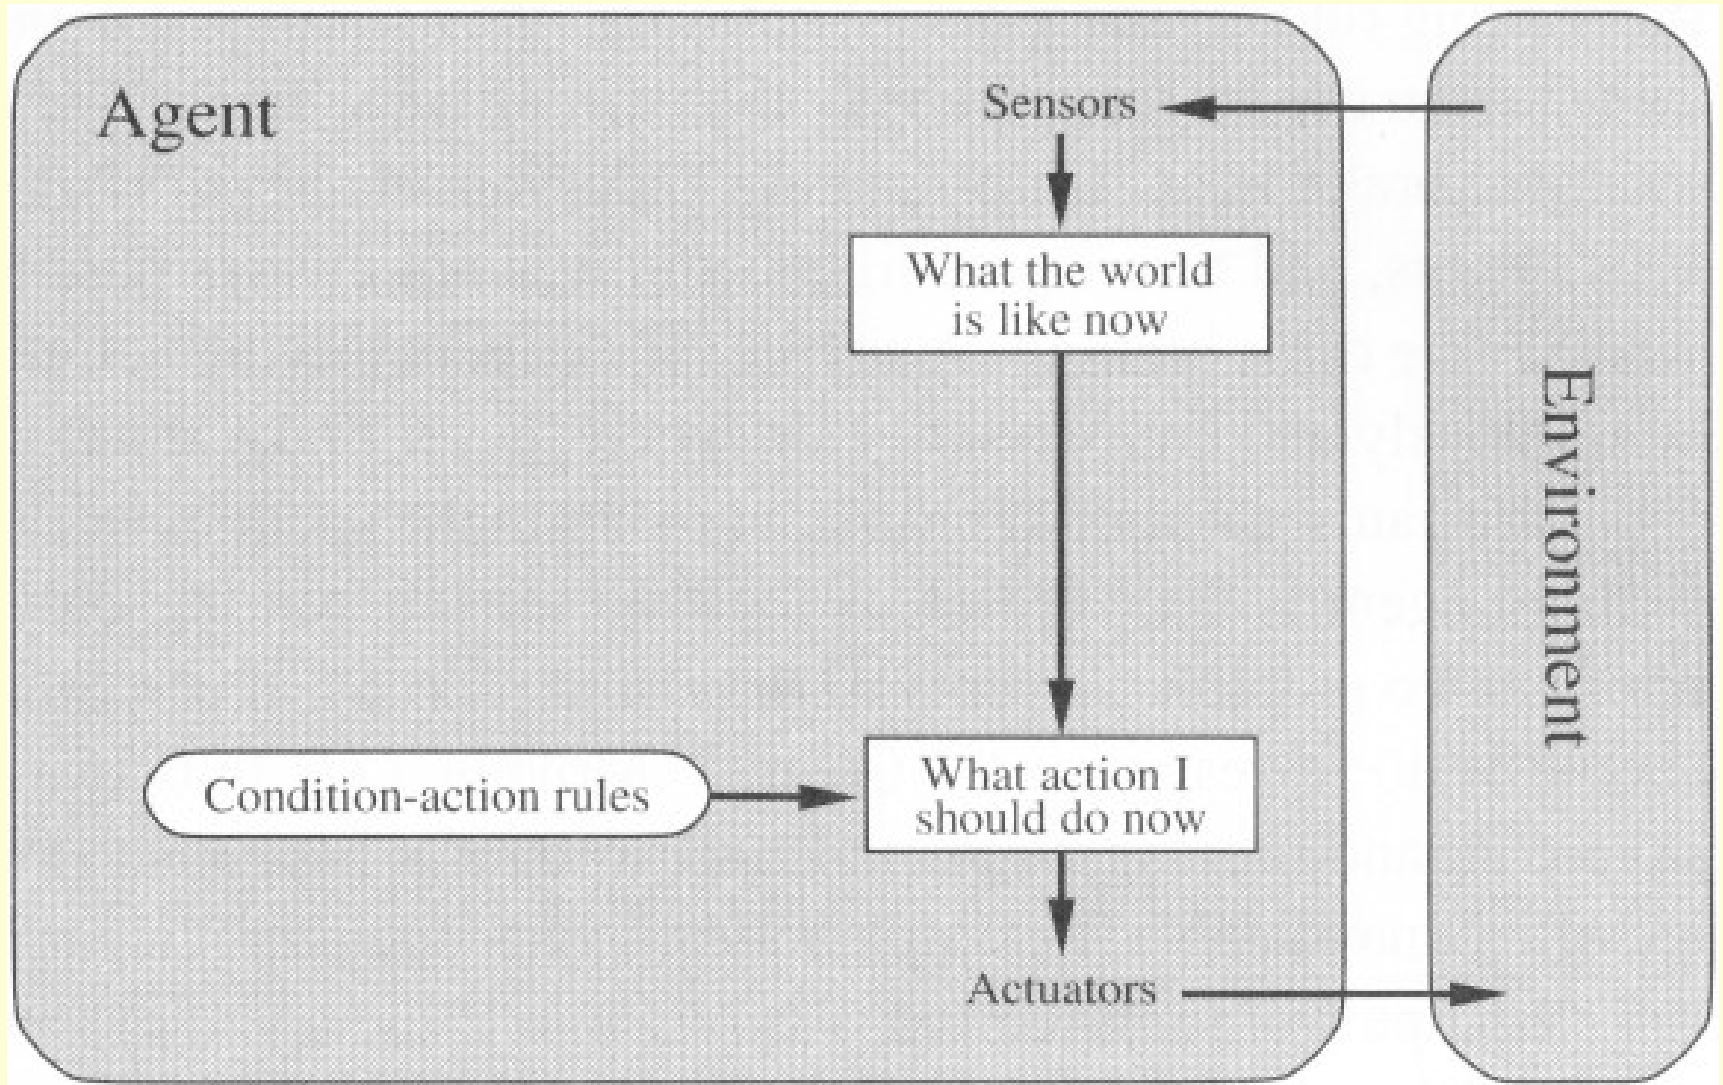 Agent
Sensors
What the world
is like now
Environment
Condition-action rules
What action I
should do now
Actuators